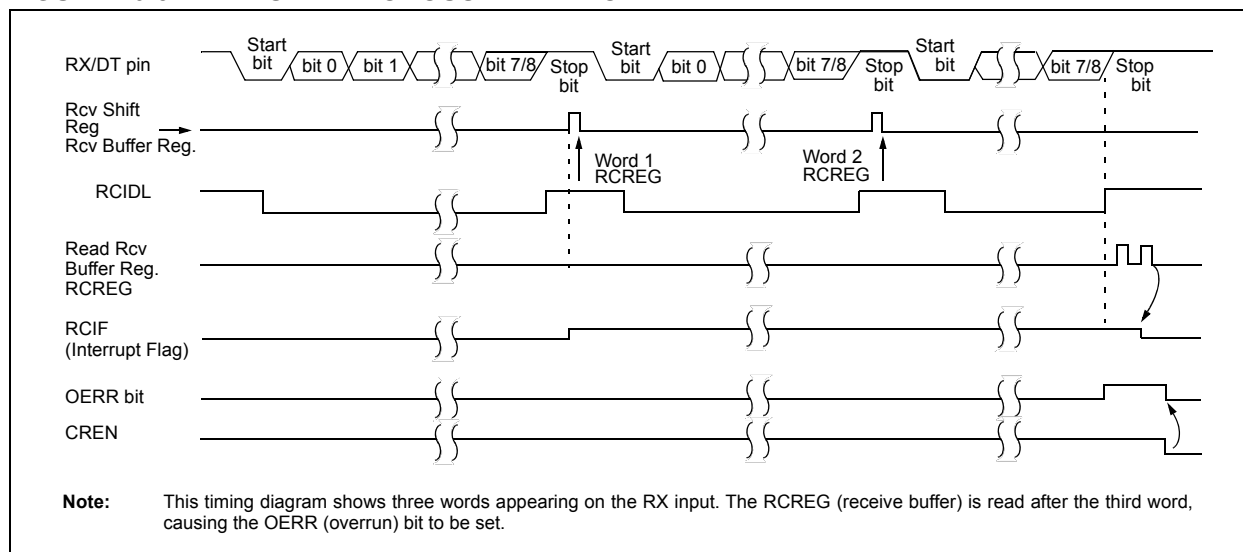 Start bit
bit 0
bit 1
bit 7/8
Stop bit
Start bit
bit 0
bit 7/8
Stop bit
Start bit
bit 7/8
Stop bit
RX/DT pin
Rcv Shift
Reg
Rcv Buffer Reg.
Word 1
RCREG
Word 2
RCREG
RCIDL
Read Rcv
Buffer Reg.
RCREG
RCIF
(Interrupt Flag)
OERR bit
CREN
Note: This timing diagram shows three words appearing on the RX input. The RCREG (receive buffer) is read after the third word,
causing the OERR (overrun) bit to be set.